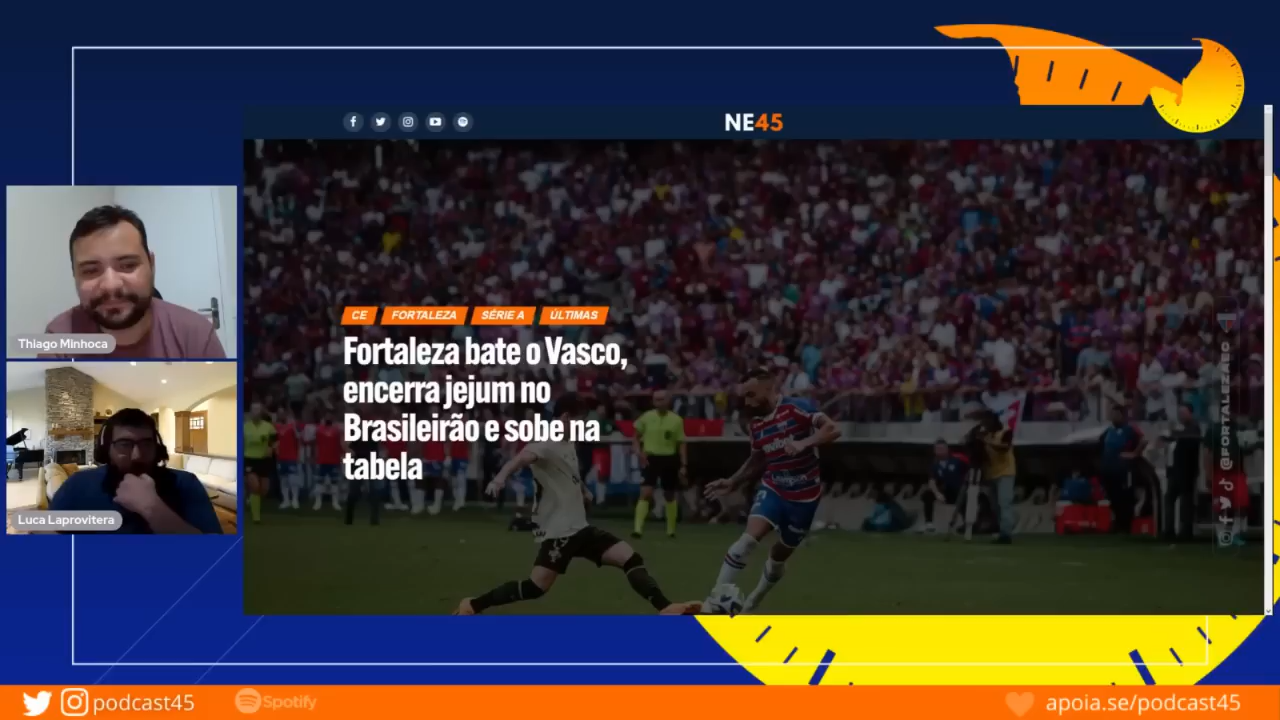 NE45
CE
FORTALEZA
SÉRIE A
ÚLTIMAS
Fortaleza bate o Vasco,
encerra jejum no
Brasileirão e sobe na
tabela
@FORTALEZAEC
Thiago Minhoca
Luca Laprovitera
podcast45
Spotify
apoia.se/podcast45